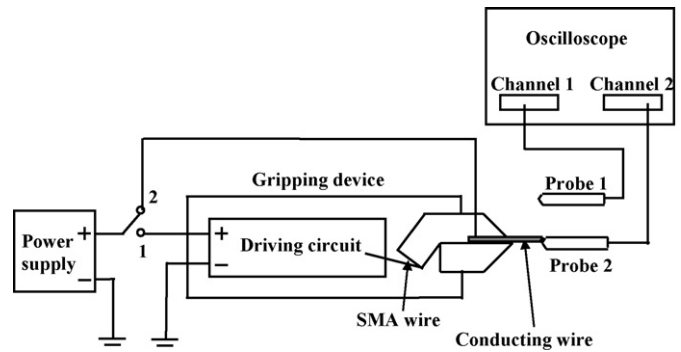 Oscilloscope
Channel 1
Channel 2
2
Gripping device
Probe 1
Power
supply
+
−
1
+
−
Driving circuit
Probe 2
SMA wire
Conducting wire